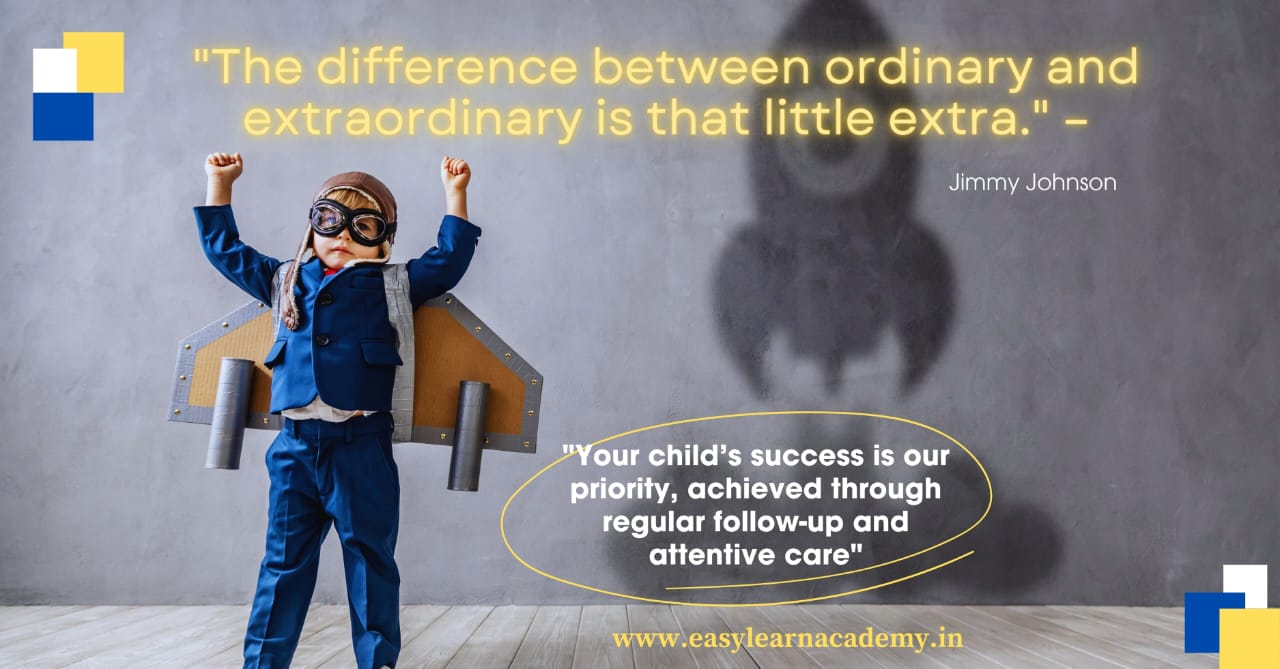 "The difference between ordinary and
extraordinary is that little extra." –
Jimmy Johnson
"Your child’s success is our
priority, achieved through
regular follow-up and
attentive care"
www.easylearnacademy.in